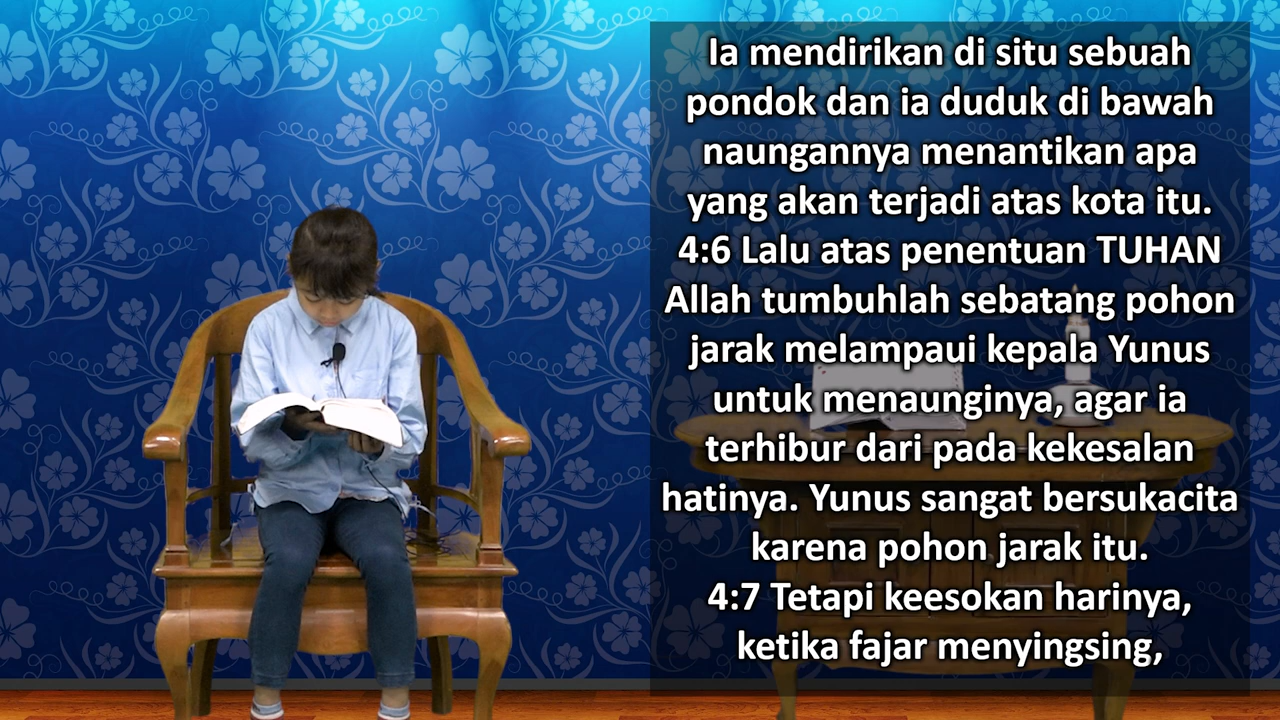 Ia mendirikan di situ sebuah
pondok dan ia duduk di bawah
naungannya menantikan apa
yang akan terjadi atas kota itu.
4:6 Lalu atas penentuan TUHAN
Allah tumbuhlah sebatang pohon
jarak melampaui kepala Yunus
untuk menaunginya, agar ia
terhibur dari pada kekesalan
hatinya. Yunus sangat bersukacita
karena pohon jarak itu.
4:7 Tetapi keesokan harinya,
ketika fajar menyingsing,